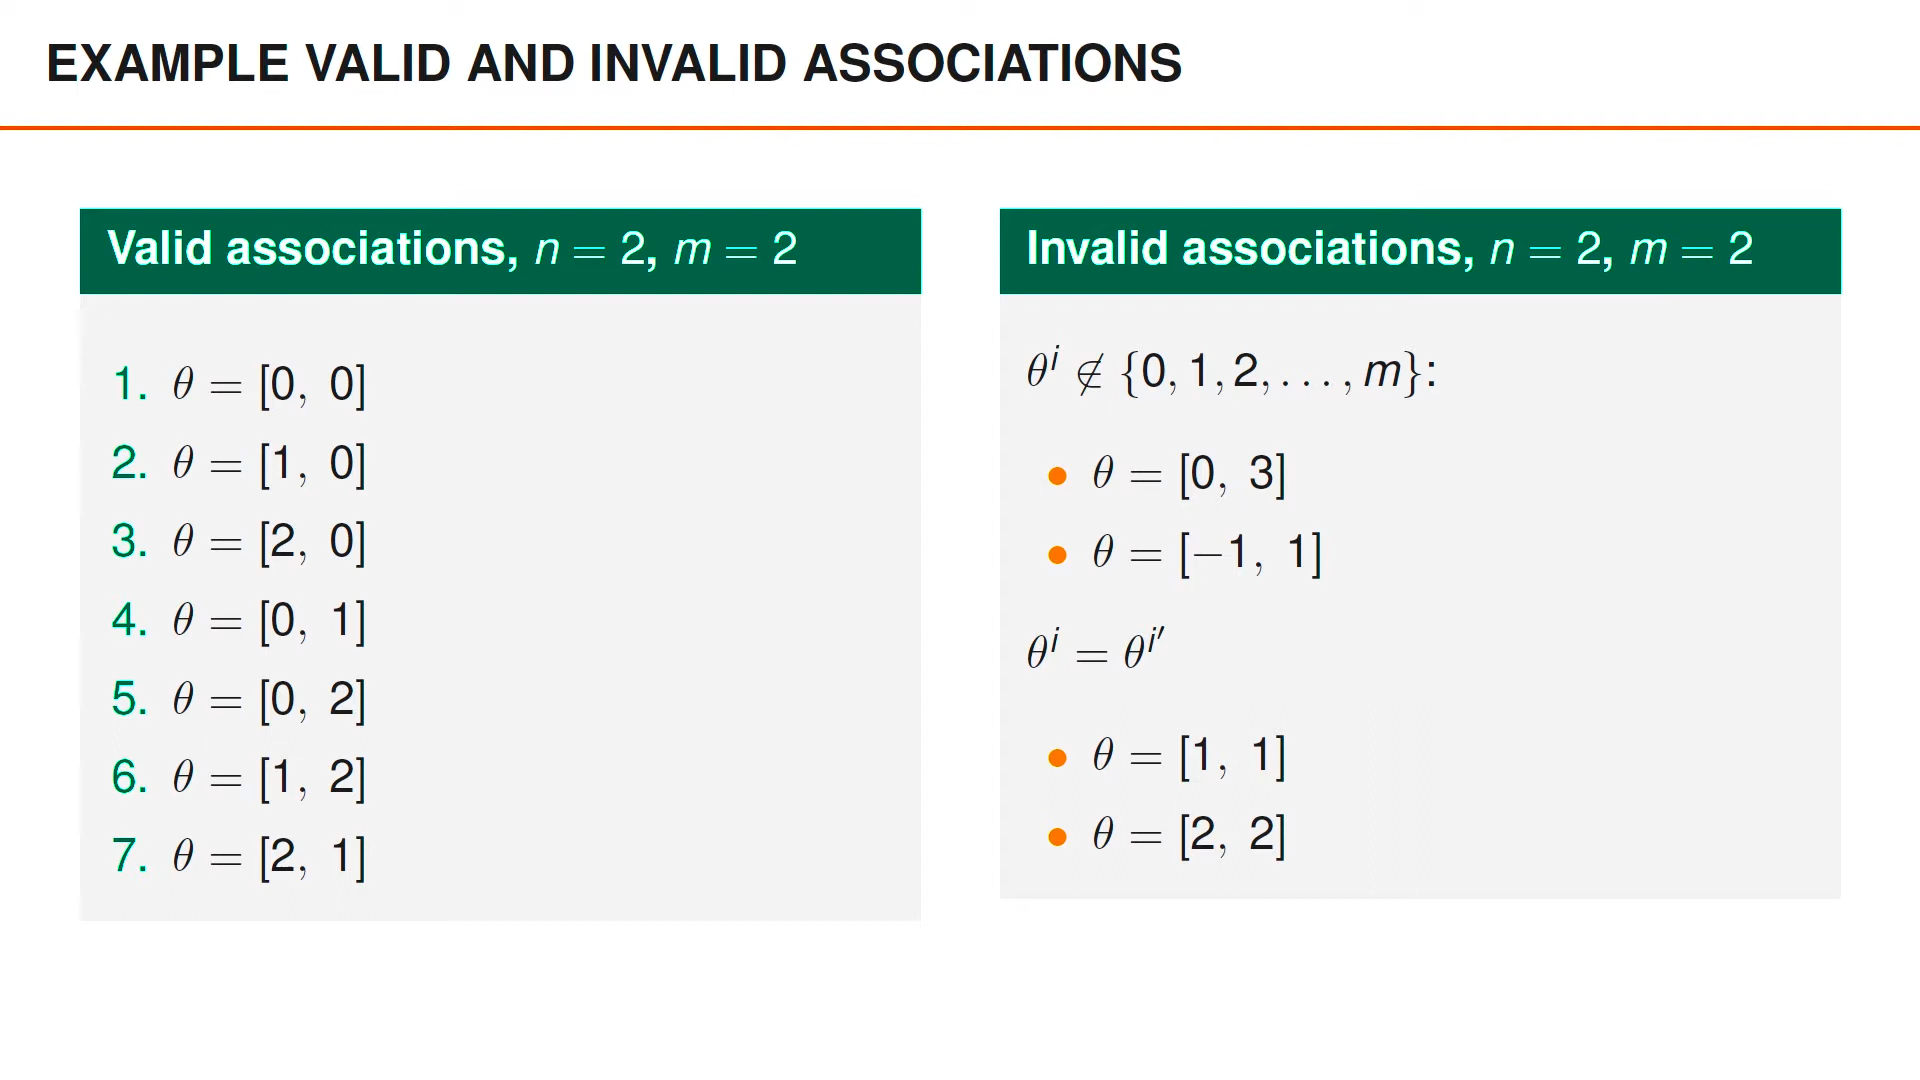 EXAMPLE VALID AND INVALID ASSOCIATIONS
Valid associations, n = 2, m = 2
1. θ = [0, 0]
2. θ = [1, 0]
3. θ = [2, 0]
4. θ = [0, 1]
5. θ = [0, 2]
6. θ = [1, 2]
7. θ = [2, 1]
Invalid associations, n = 2, m = 2
θ^i ∉ {0, 1, 2, . . . , m}:
• θ = [0, 3]
• θ = [−1, 1]
θ^i = θ^i′
• θ = [1, 1]
• θ = [2, 2]